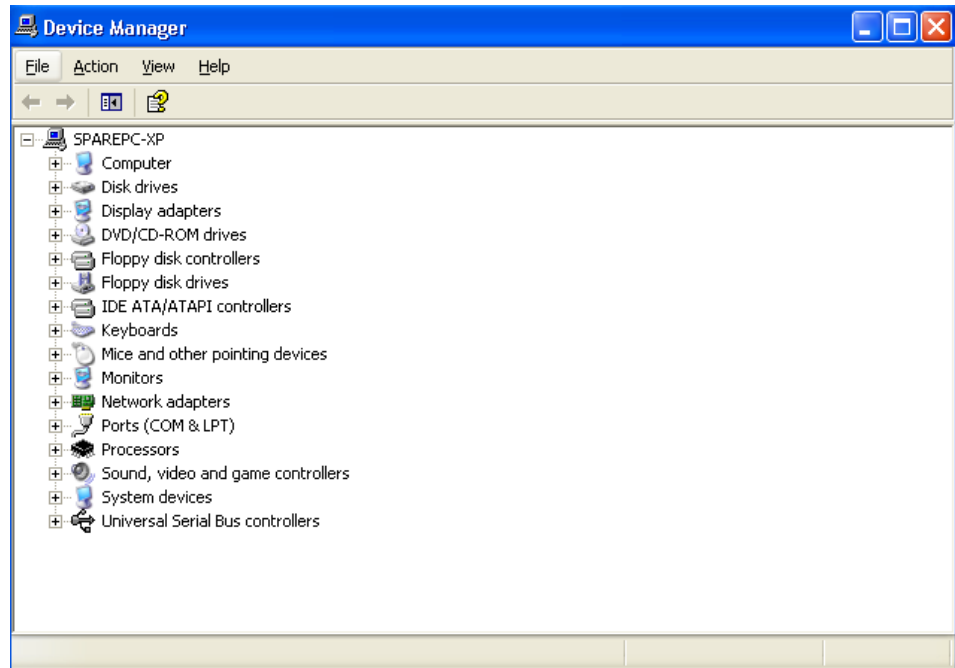 Device Manager
File Action View Help
SPAREPC-XP
Computer
Disk drives
Display adapters
DVD/CD-ROM drives
Floppy disk controllers
Floppy disk drives
IDE ATA/ATAPI controllers
Keyboards
Mice and other pointing devices
Monitors
Network adapters
Ports (COM & LPT)
Processors
Sound, video and game controllers
System devices
Universal Serial Bus controllers